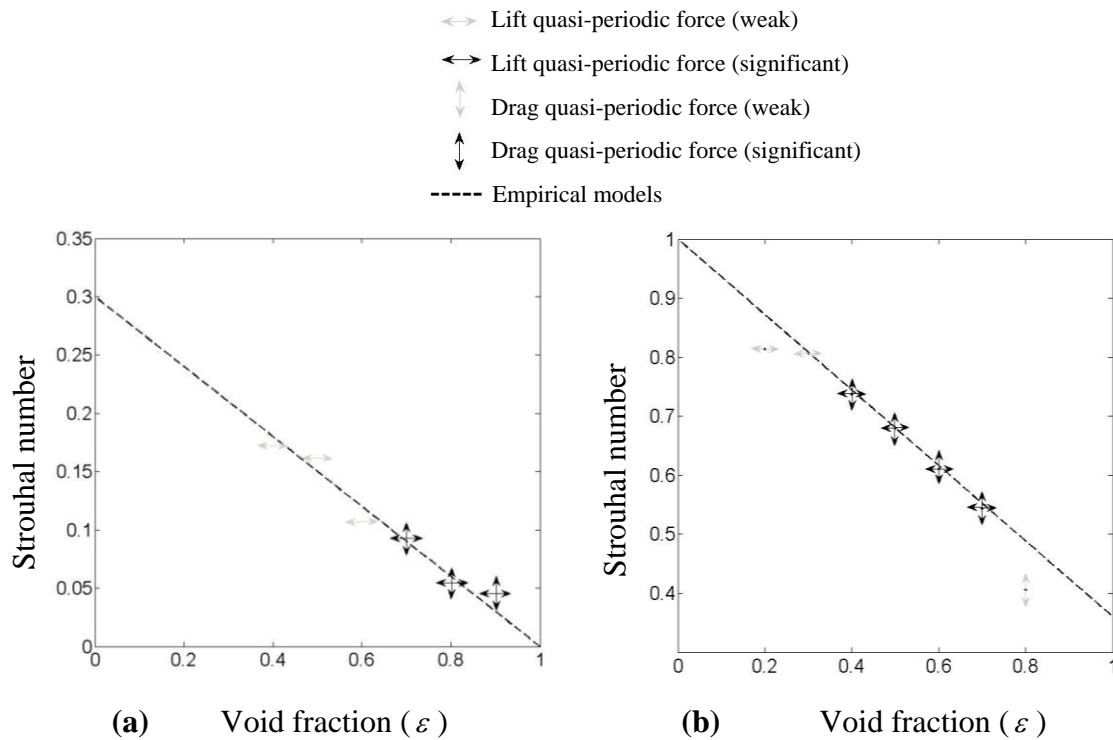 Lift quasi-periodic force (weak)
Lift quasi-periodic force (significant)
Drag quasi-periodic force (weak)
Drag quasi-periodic force (significant)
Empirical models
Strouhal number
0.35
0.3
0.25
0.2
0.15
0.1
0.05
0
0 0.2 0.4 0.6 0.8 1
(a) Void fraction ( ε )
Strouhal number
1
0.9
0.8
0.7
0.6
0.5
0.4
0 0.2 0.4 0.6 0.8 1
(b) Void fraction ( ε )